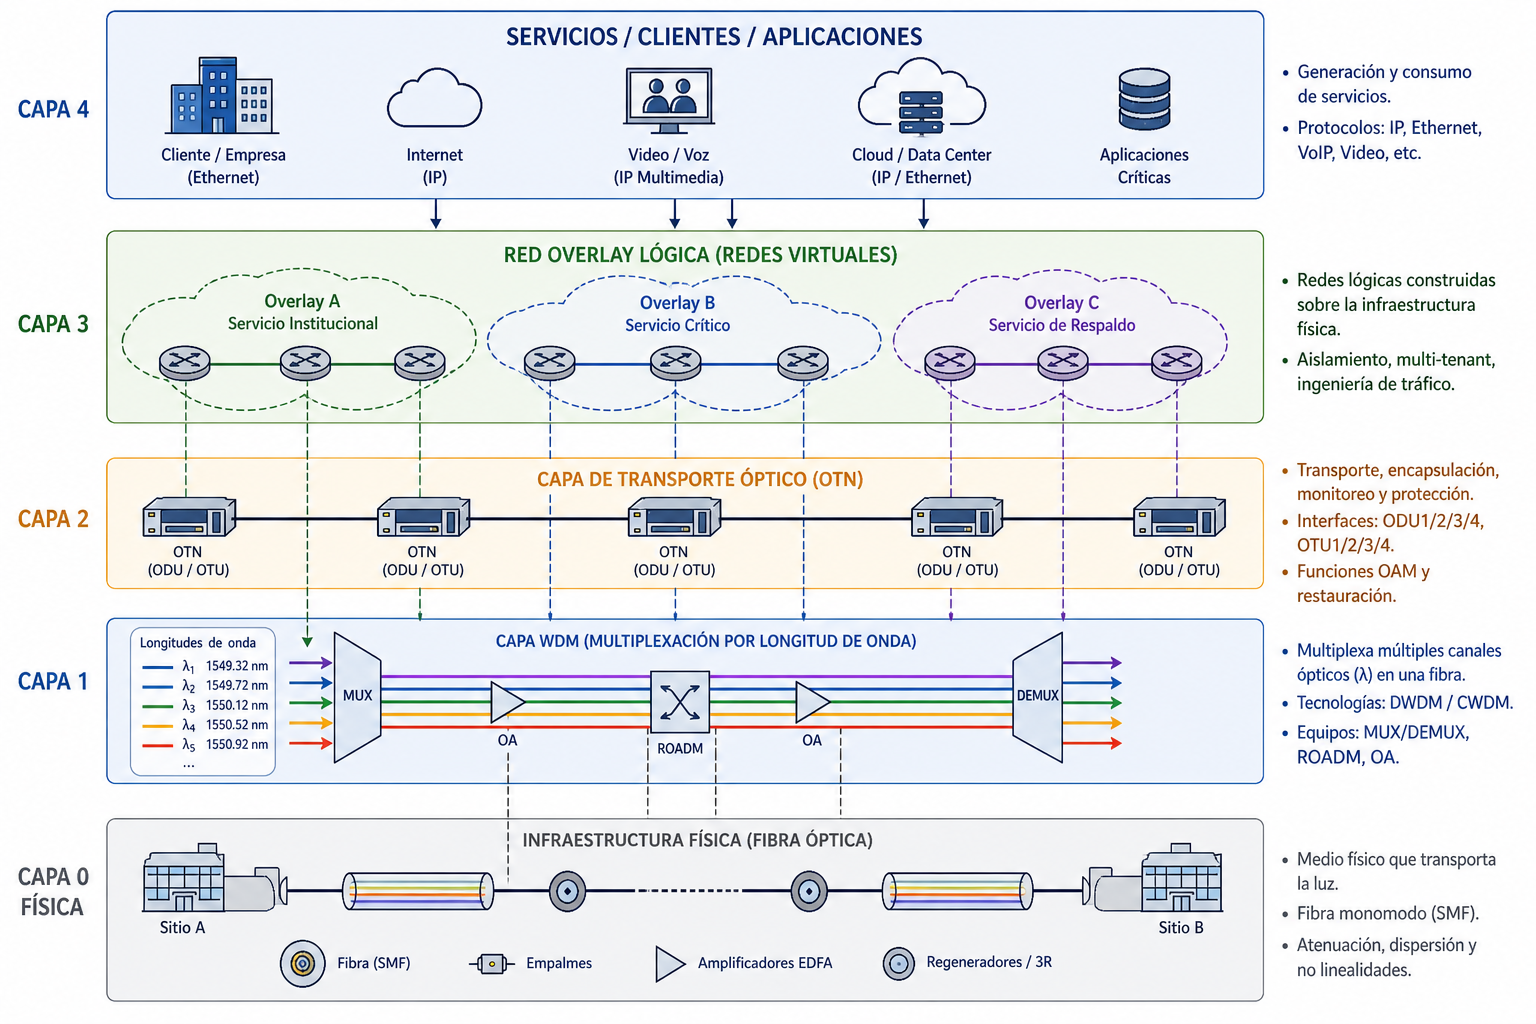 SERVICIOS / CLIENTES / APLICACIONES
CAPA 4
Cliente / Empresa
(Ethernet)
Internet
(IP)
Video / Voz
(IP Multimedia)
Cloud / Data Center
(IP / Ethernet)
Aplicaciones
Críticas
• Generación y consumo
de servicios.
• Protocolos: IP, Ethernet,
VoIP, Video, etc.
RED OVERLAY LÓGICA (REDES VIRTUALES)
CAPA 3
Overlay A
Servicio Institucional
Overlay B
Servicio Crítico
Overlay C
Servicio de Respaldo
• Redes lógicas construidas
sobre la infraestructura
física.
• Aislamiento, multi-tenant,
ingeniería de tráfico.
CAPA DE TRANSPORTE ÓPTICO (OTN)
CAPA 2
OTN
(ODU / OTU)
OTN
(ODU / OTU)
OTN
(ODU / OTU)
OTN
(ODU / OTU)
OTN
(ODU / OTU)
• Transporte, encapsulación,
monitoreo y protección.
• Interfaces: ODU1/2/3/4,
OTU1/2/3/4.
• Funciones OAM y
restauración.
CAPA WDM (MULTIPLEXACIÓN POR LONGITUD DE ONDA)
CAPA 1
Longitudes de onda
λ₁ 1549.32 nm
λ₂ 1549.72 nm
λ₃ 1550.12 nm
λ₄ 1550.52 nm
λ₅ 1550.92 nm
...
MUX
OA
ROADM
OA
DEMUX
• Multiplexa múltiples canales
ópticos (λ) en una fibra.
• Tecnologías: DWDM / CWDM.
• Equipos: MUX/DEMUX,
ROADM, OA.
INFRAESTRUCTURA FÍSICA (FIBRA ÓPTICA)
CAPA 0
FÍSICA
Sitio A
Sitio B
Fibra (SMF)
Empalmes
Amplificadores EDFA
Regeneradores / 3R
• Medio físico que transporta
la luz.
• Fibra monomodo (SMF).
• Atenuación, dispersión y
no linealidades.